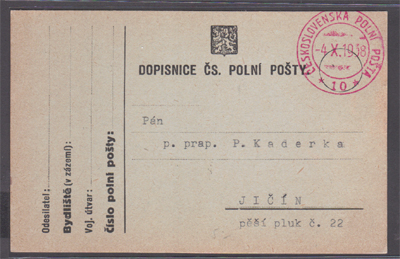 DOPISNICE ČS. POLNÍ POŠTY.
ČESKOSLOVENSKÁ POLNÍ POŠTA
-4.X.1938
* 10 *
Pán
p. prap. P. Kaderka
JIČÍN
pěší pluk č. 22
Odesílatel:
Bydliště (v zázemí):
Voj. útvar:
Číslo polní pošty: